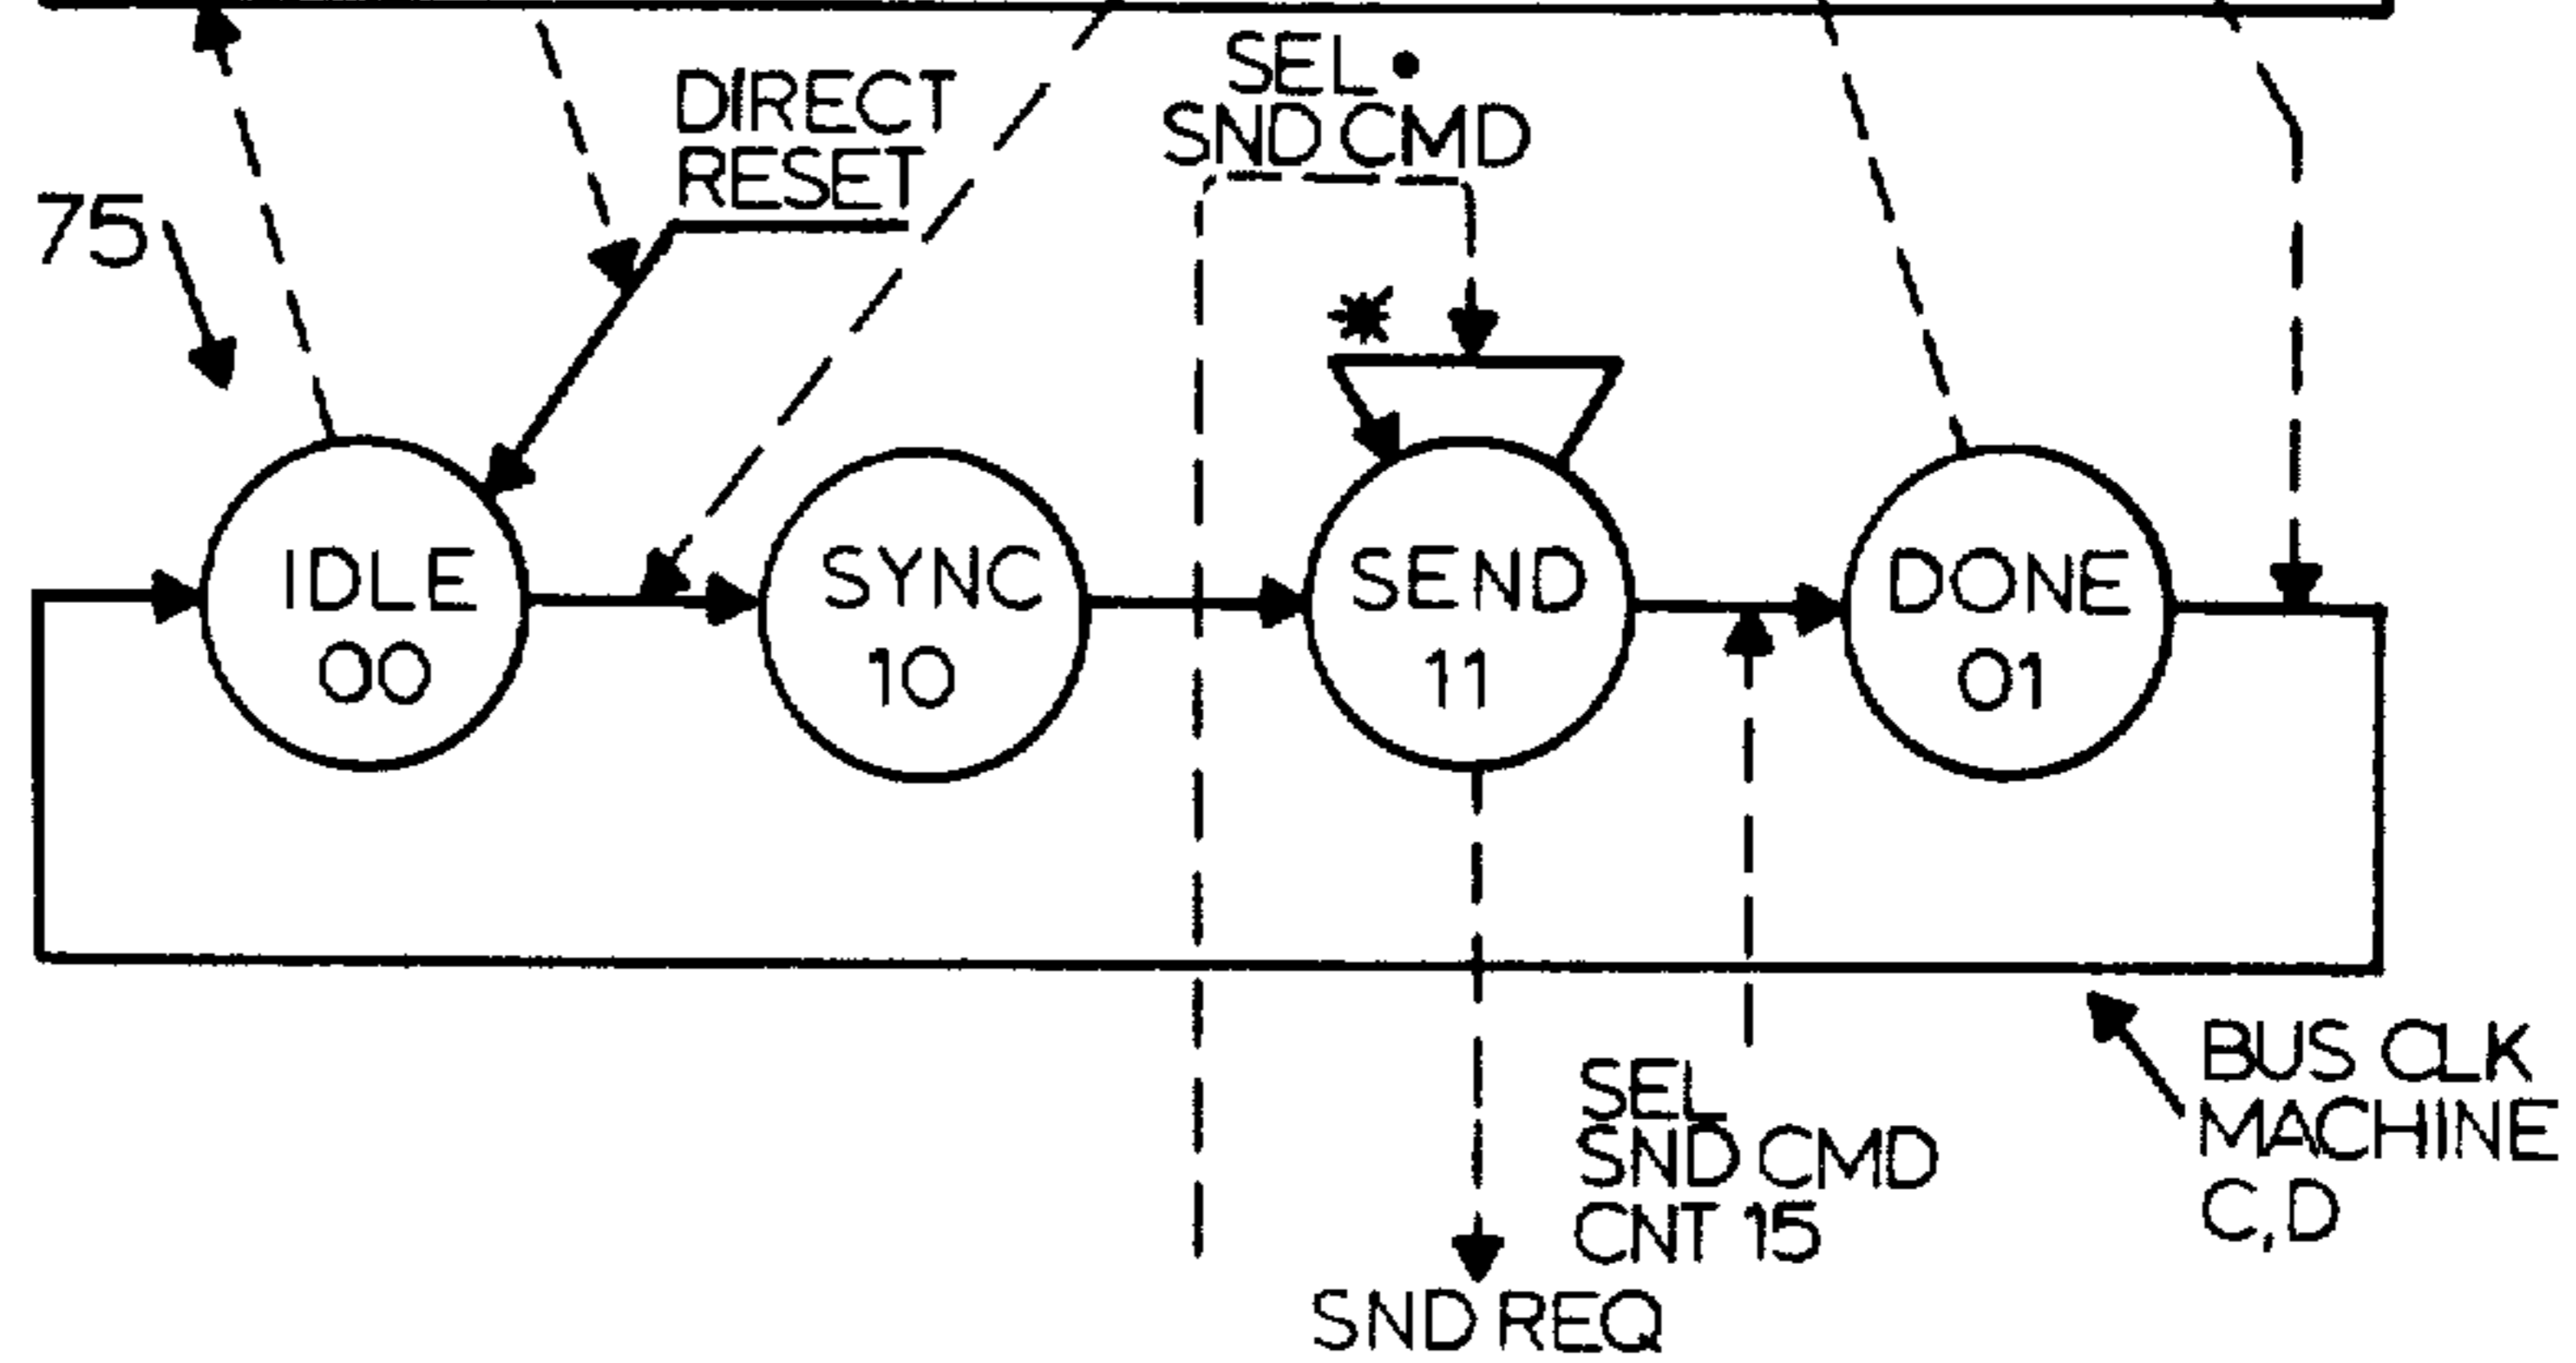 SEL •
SND CMD
DIRECT
RESET
75
*
IDLE
00
SYNC
10
SEND
11
DONE
01
SEL
SND CMD
CNT 15
BUS CLK
MACHINE
C,D
SND REQ